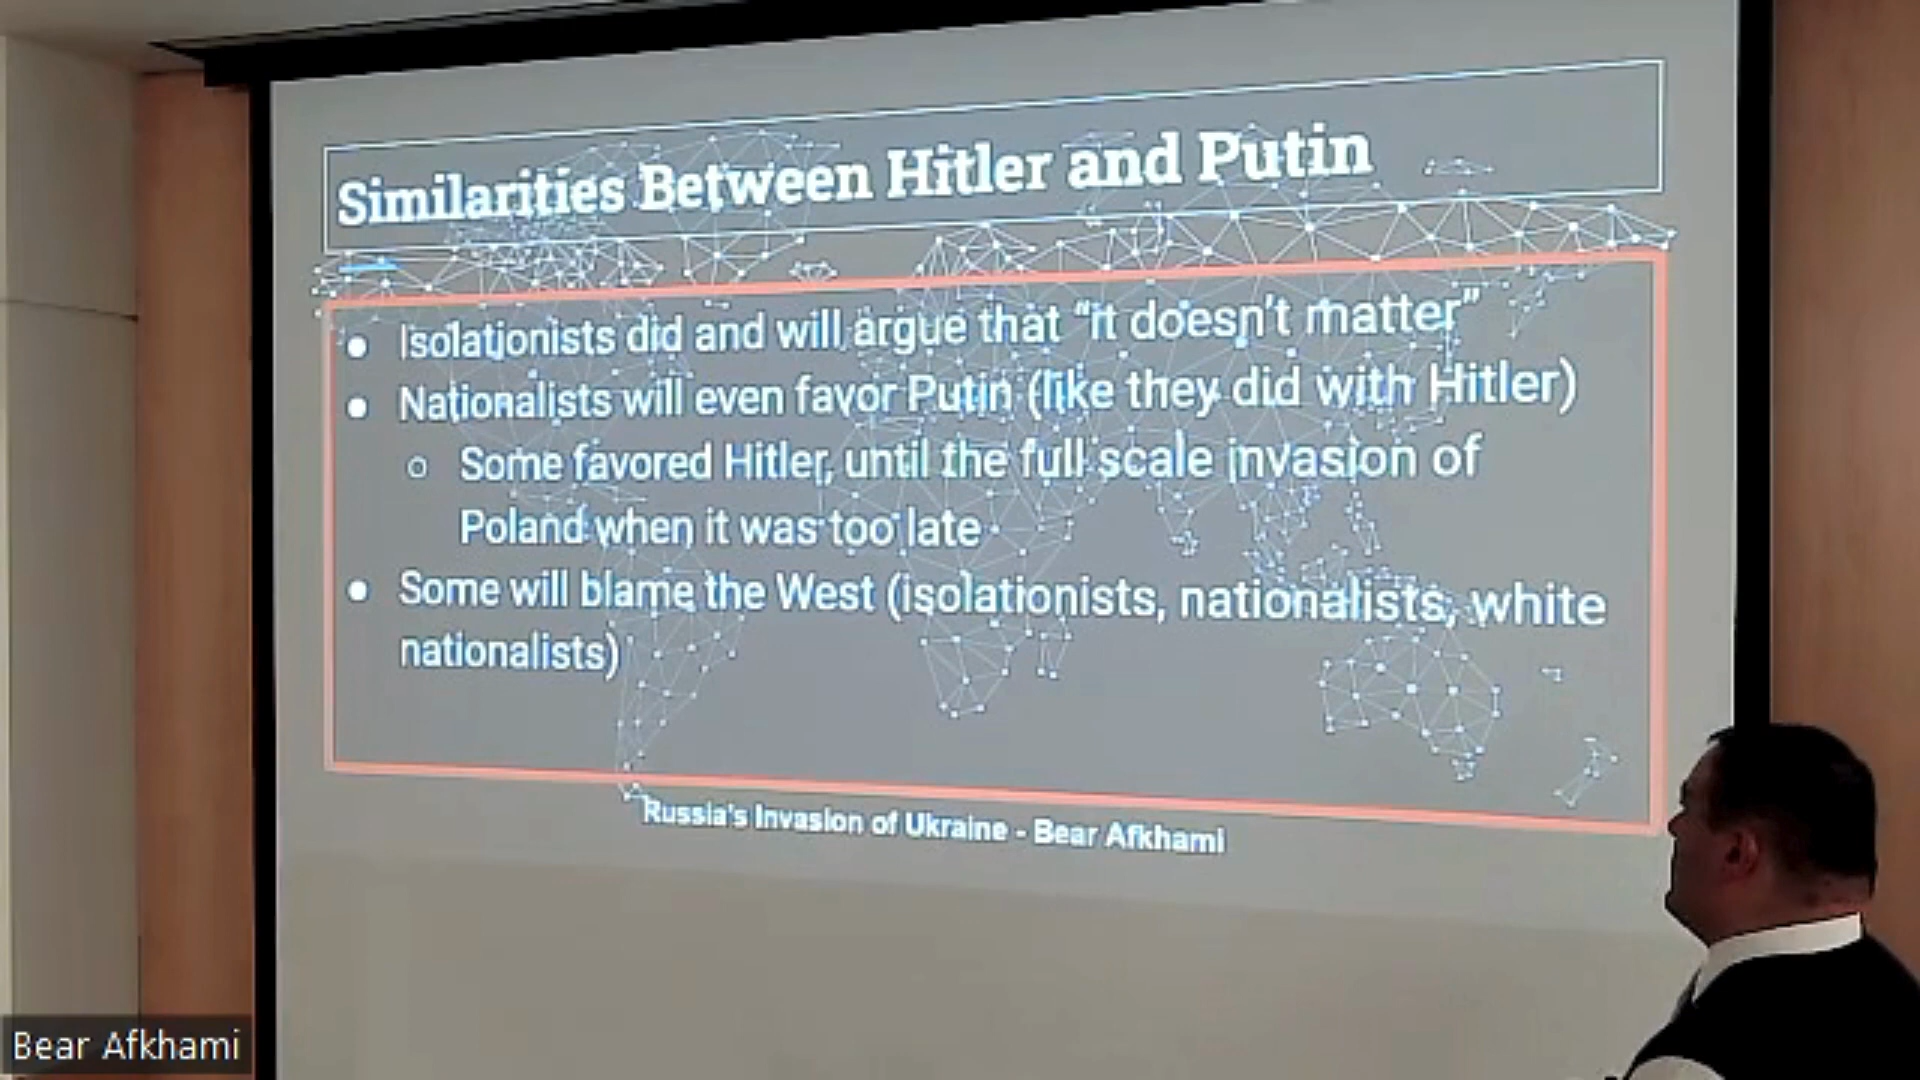 Similarities Between Hitler and Putin
● Isolationists did and will argue that “it doesn’t matter”
● Nationalists will even favor Putin (like they did with Hitler)
○ Some favored Hitler, until the full scale invasion of
Poland when it was too late
● Some will blame the West (isolationists, nationalists, white
nationalists)
Russia's Invasion of Ukraine - Bear Afkhami
Bear Afkhami